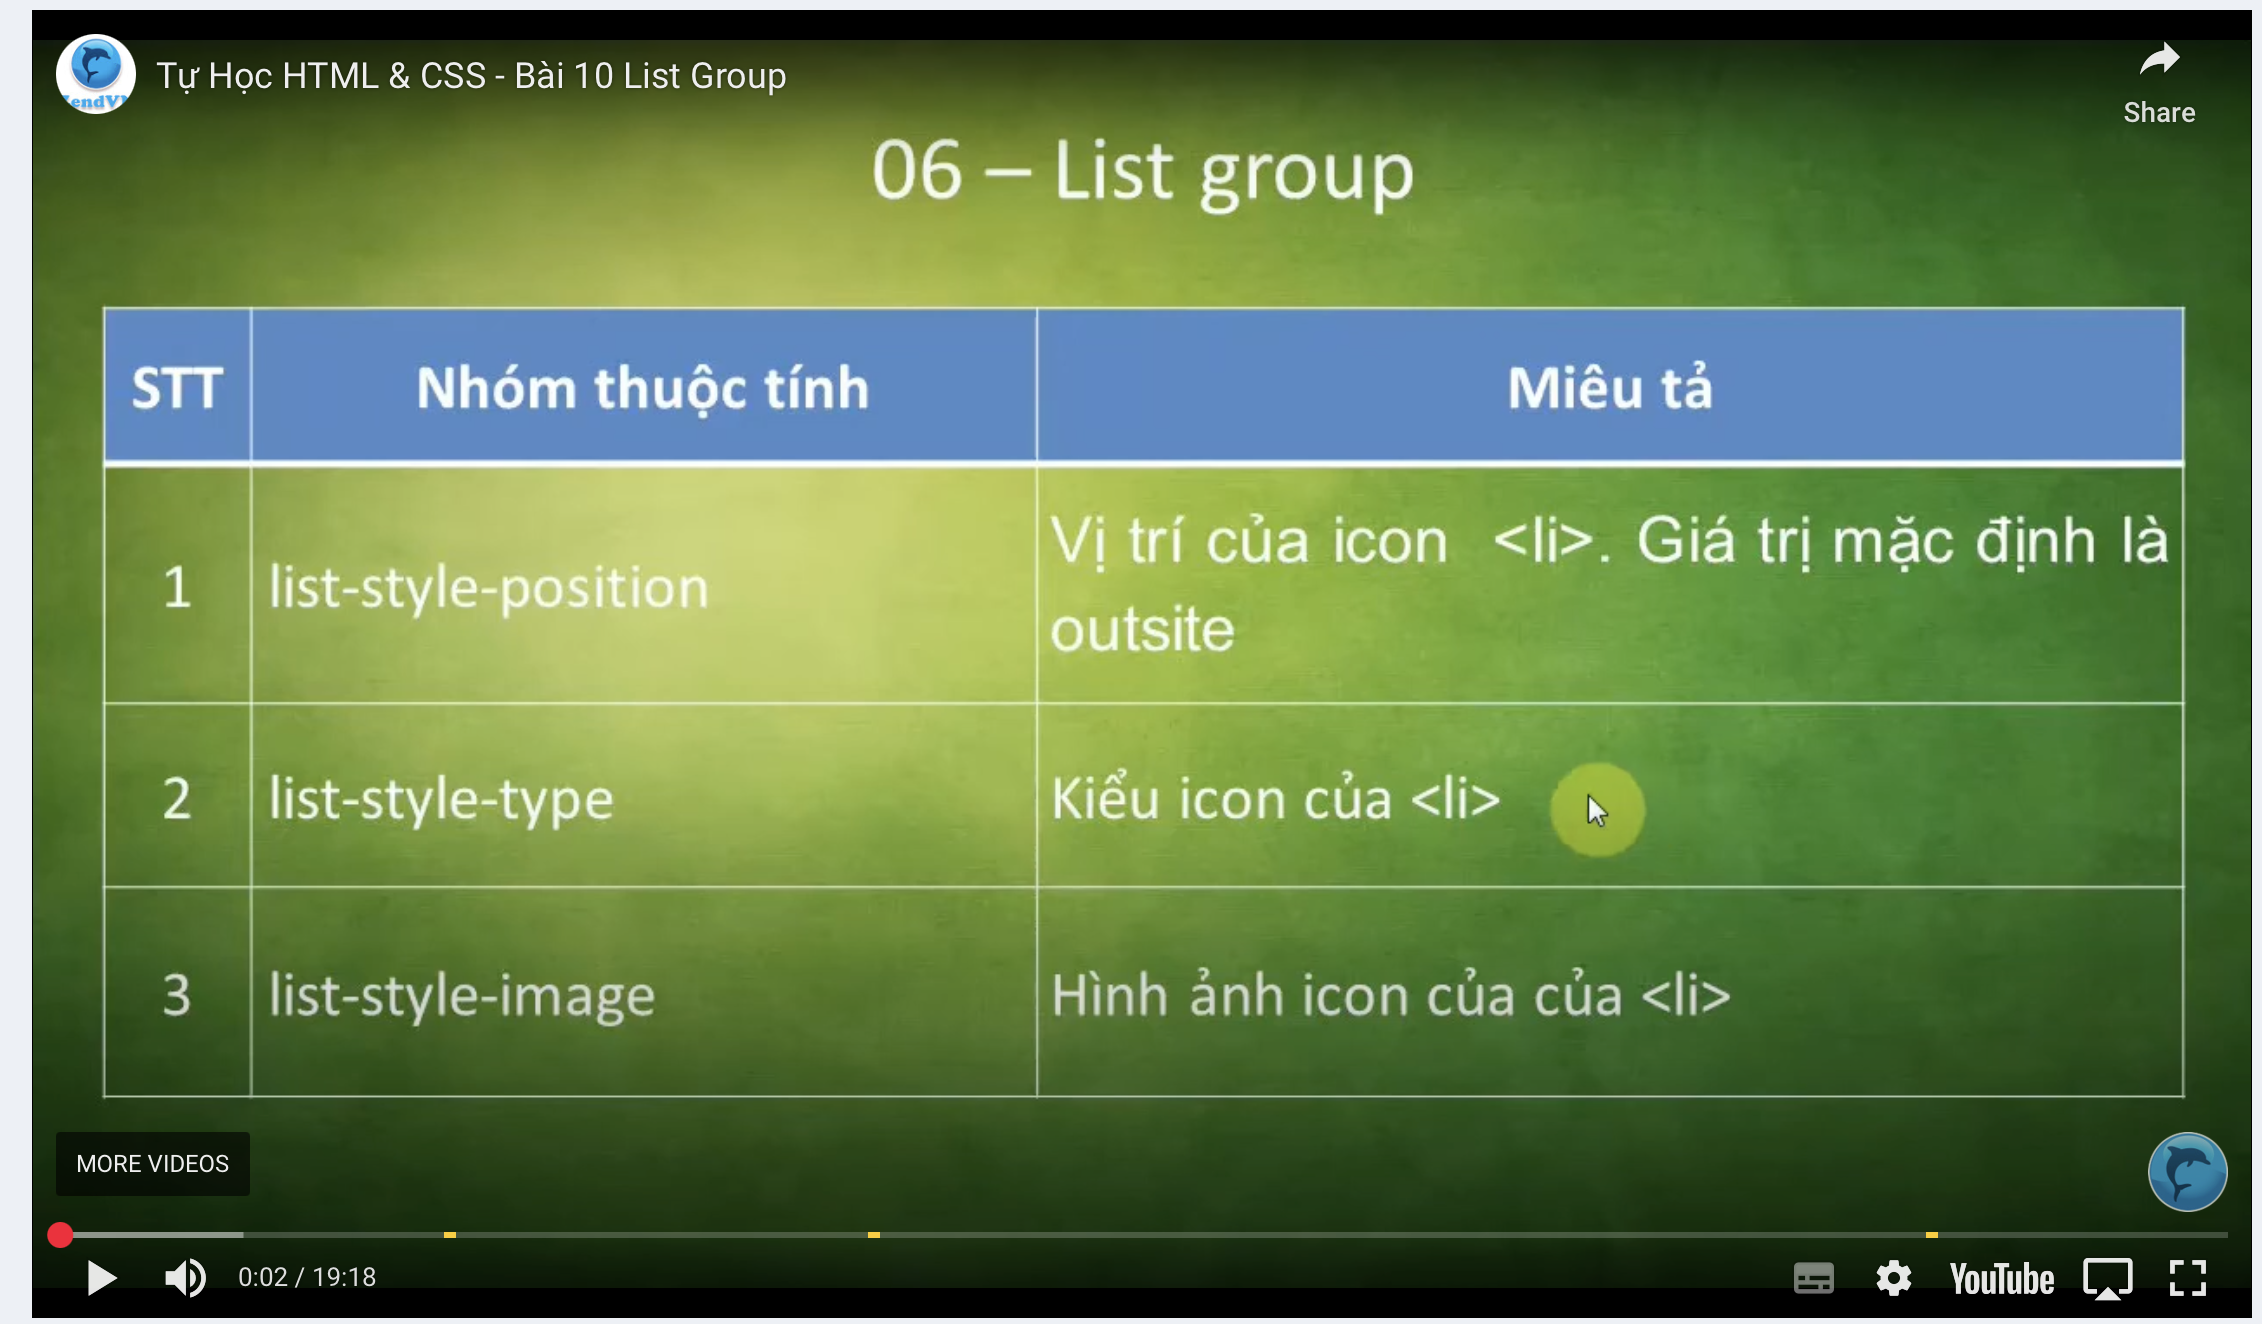 Tự Học HTML & CSS - Bài 10 List Group
Share
06 – List group
STT
Nhóm thuộc tính
Miêu tả
1
list-style-position
Vị trí của icon <li>. Giá trị mặc định là
outsite
2
list-style-type
Kiểu icon của <li>
3
list-style-image
Hình ảnh icon của của <li>
MORE VIDEOS
0:02 / 19:18
YouTube